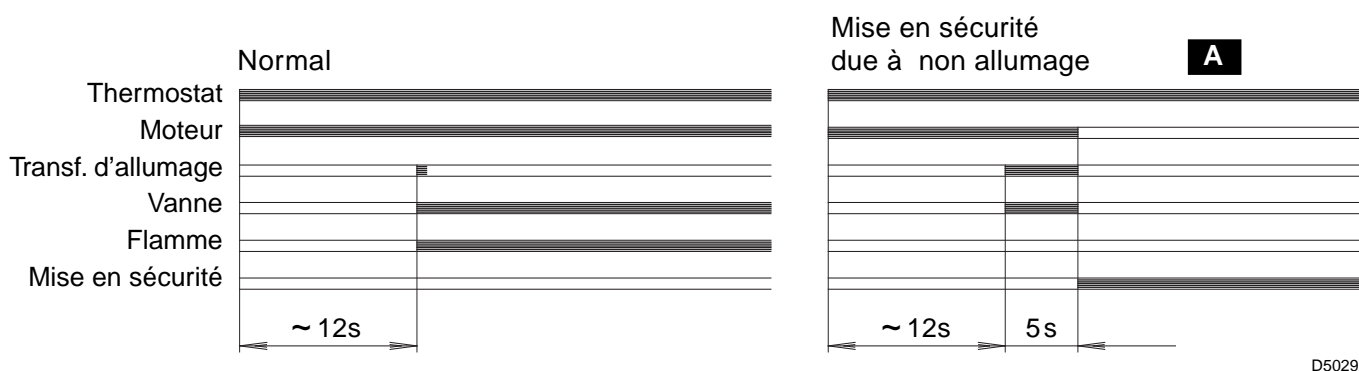 Normal
Mise en sécurité
due à non allumage
A
Thermostat
Moteur
Transf. d'allumage
Vanne
Flamme
Mise en sécurité
~ 12s
~ 12s
5s
D5029